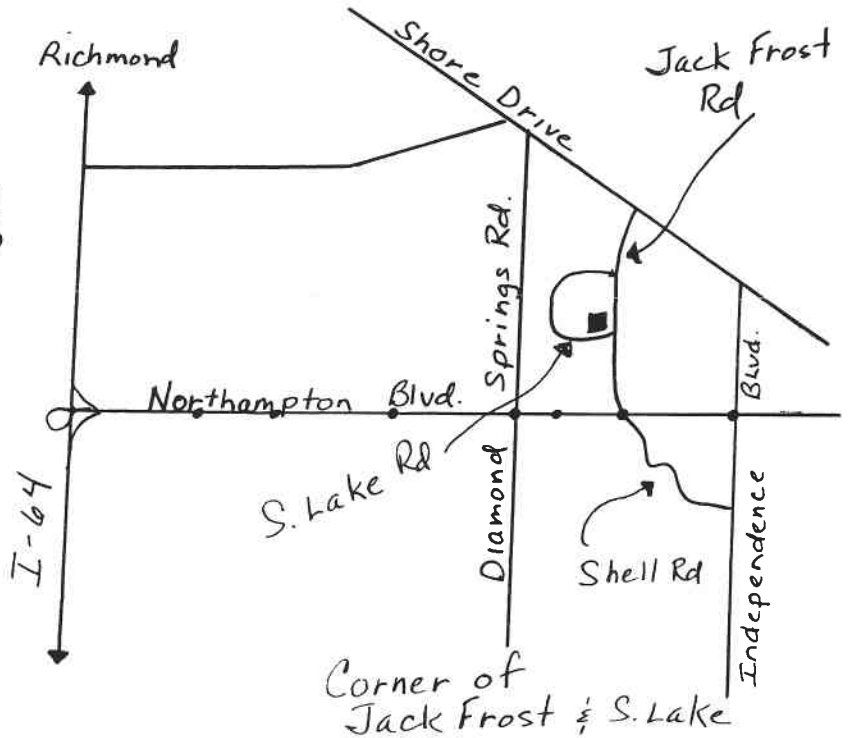 Richmond
Shore Drive
Jack Frost
Rd
Springs Rd.
Blvd.
Northampton Blvd.
S. Lake Rd
I-64
Diamond
Shell Rd
Independence
Corner of
Jack Frost & S. Lake